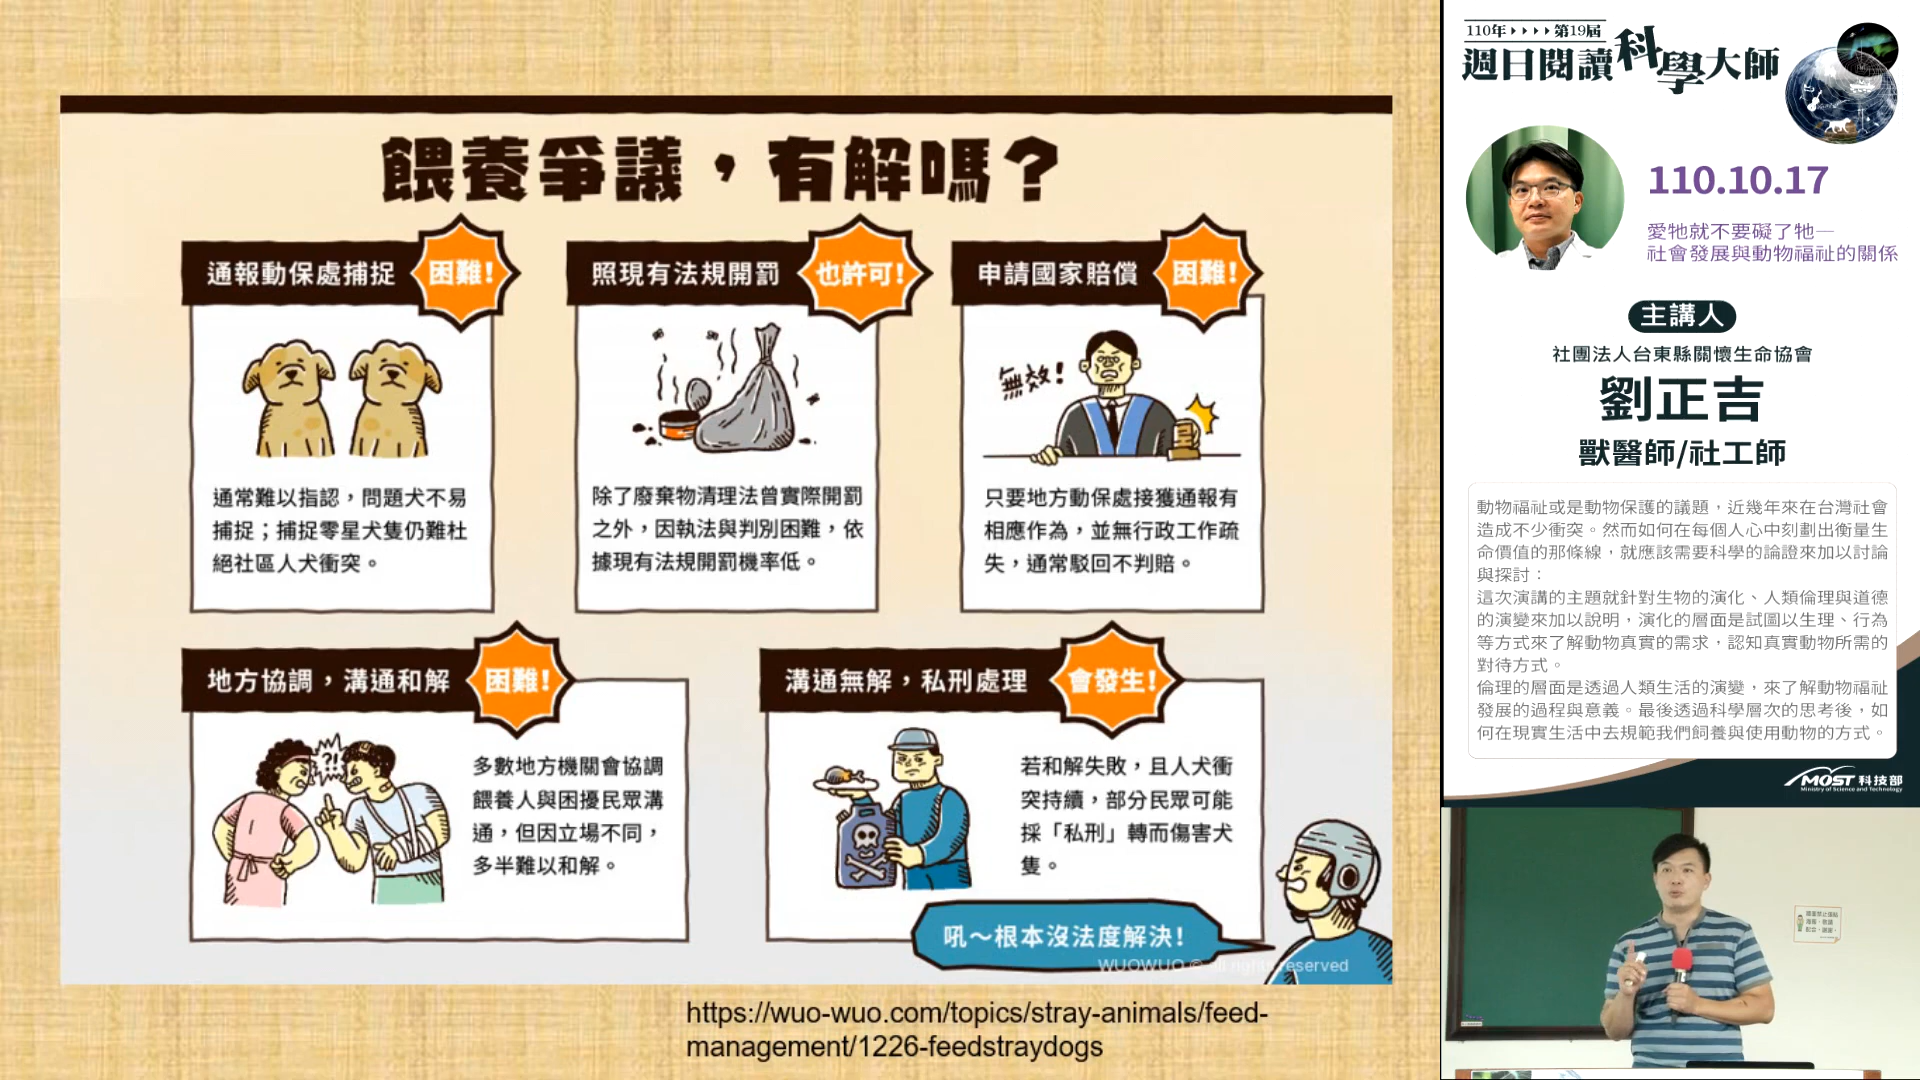 餵養爭議，有解嗎？
通報動保處捕捉
困難！
通常難以指認，問題犬不易
捕捉；捕捉零星犬隻仍難杜
絕社區人犬衝突。
照現有法規開罰
也許可！
除了廢棄物清理法曾實際開罰
之外，因執法與判別困難，依
據現有法規開罰機率低。
申請國家賠償
困難！
無效！
只要地方動保處接獲通報有
相應作為，並無行政工作疏
失，通常駁回不判賠。
地方協調，溝通和解
困難！
?!
多數地方機關會協調
餵養人與困擾民眾溝
通，但因立場不同，
多半難以和解。
溝通無解，私刑處理
會發生！
若和解失敗，且人犬衝
突持續，部分民眾可能
採「私刑」轉而傷害犬
隻。
吼～根本沒法度解決！
WUOWUO © all rights reserved
https://wuo-wuo.com/topics/stray-animals/feed-
management/1226-feedstraydogs
110年 第19屆
週日閱讀科學大師
110.10.17
愛牠就不要礙了牠—
社會發展與動物福祉的關係
主講人
社團法人台東縣關懷生命協會
劉正吉
獸醫師/社工師
動物福祉或是動物保護的議題，近幾年來在台灣社會
造成不少衝突。然而如何在每個人心中刻劃出衡量生
命價值的那條線，就應該需要科學的論證來加以討論
與探討：
這次演講的主題就針對生物的演化、人類倫理與道德
的演變來加以說明，演化的層面是試圖以生理、行為
等方式來了解動物真實的需求，認知真實動物所需的
對待方式。
倫理的層面是透過人類生活的演變，來了解動物福祉
發展的過程與意義。最後透過科學層次的思考後，如
何在現實生活中去規範我們飼養與使用動物的方式。
MOST 科技部
Ministry of Science and Technology